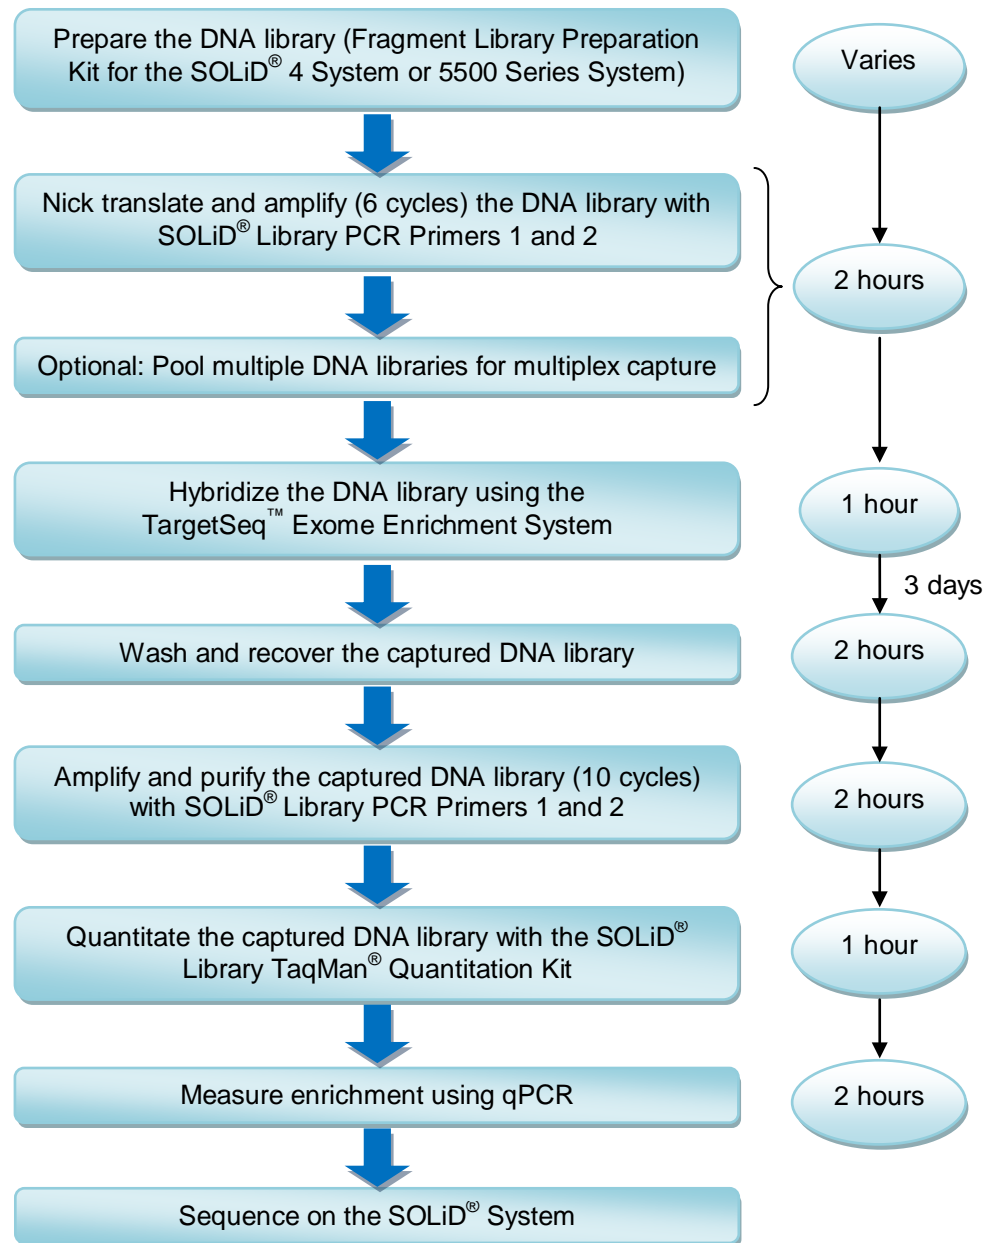 Prepare the DNA library (Fragment Library Preparation
Kit for the SOLiD® 4 System or 5500 Series System)
Varies
Nick translate and amplify (6 cycles) the DNA library with
SOLiD® Library PCR Primers 1 and 2
2 hours
Optional: Pool multiple DNA libraries for multiplex capture
Hybridize the DNA library using the
TargetSeq™ Exome Enrichment System
1 hour
3 days
Wash and recover the captured DNA library
2 hours
Amplify and purify the captured DNA library (10 cycles)
with SOLiD® Library PCR Primers 1 and 2
2 hours
Quantitate the captured DNA library with the SOLiD®
Library TaqMan® Quantitation Kit
1 hour
Measure enrichment using qPCR
2 hours
Sequence on the SOLiD® System